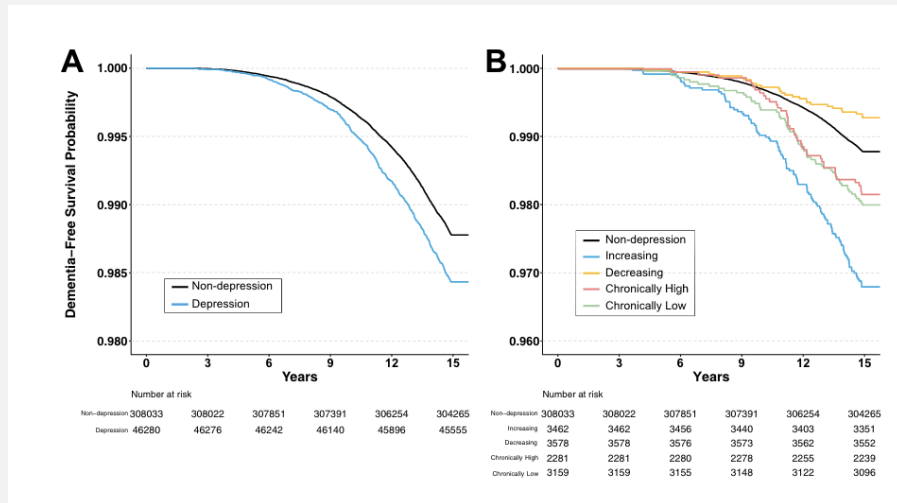 A
Dementia–Free Survival Probability
1.000
0.995
0.990
0.985
0.980
Non-depression
Depression
0 3 6 9 12 15
Years
Number at risk
Non–depression 308033 308022 307851 307391 306254 304265
Depression 46280 46276 46242 46140 45896 45555
B
1.000
0.990
0.980
0.970
0.960
Non-depression
Increasing
Decreasing
Chronically High
Chronically Low
0 3 6 9 12 15
Years
Number at risk
Non–depression 308033 308022 307851 307391 306254 304265
Increasing 3462 3462 3456 3440 3403 3351
Decreasing 3578 3578 3576 3573 3562 3552
Chronically High 2281 2281 2280 2278 2255 2239
Chronically Low 3159 3159 3155 3148 3122 3096